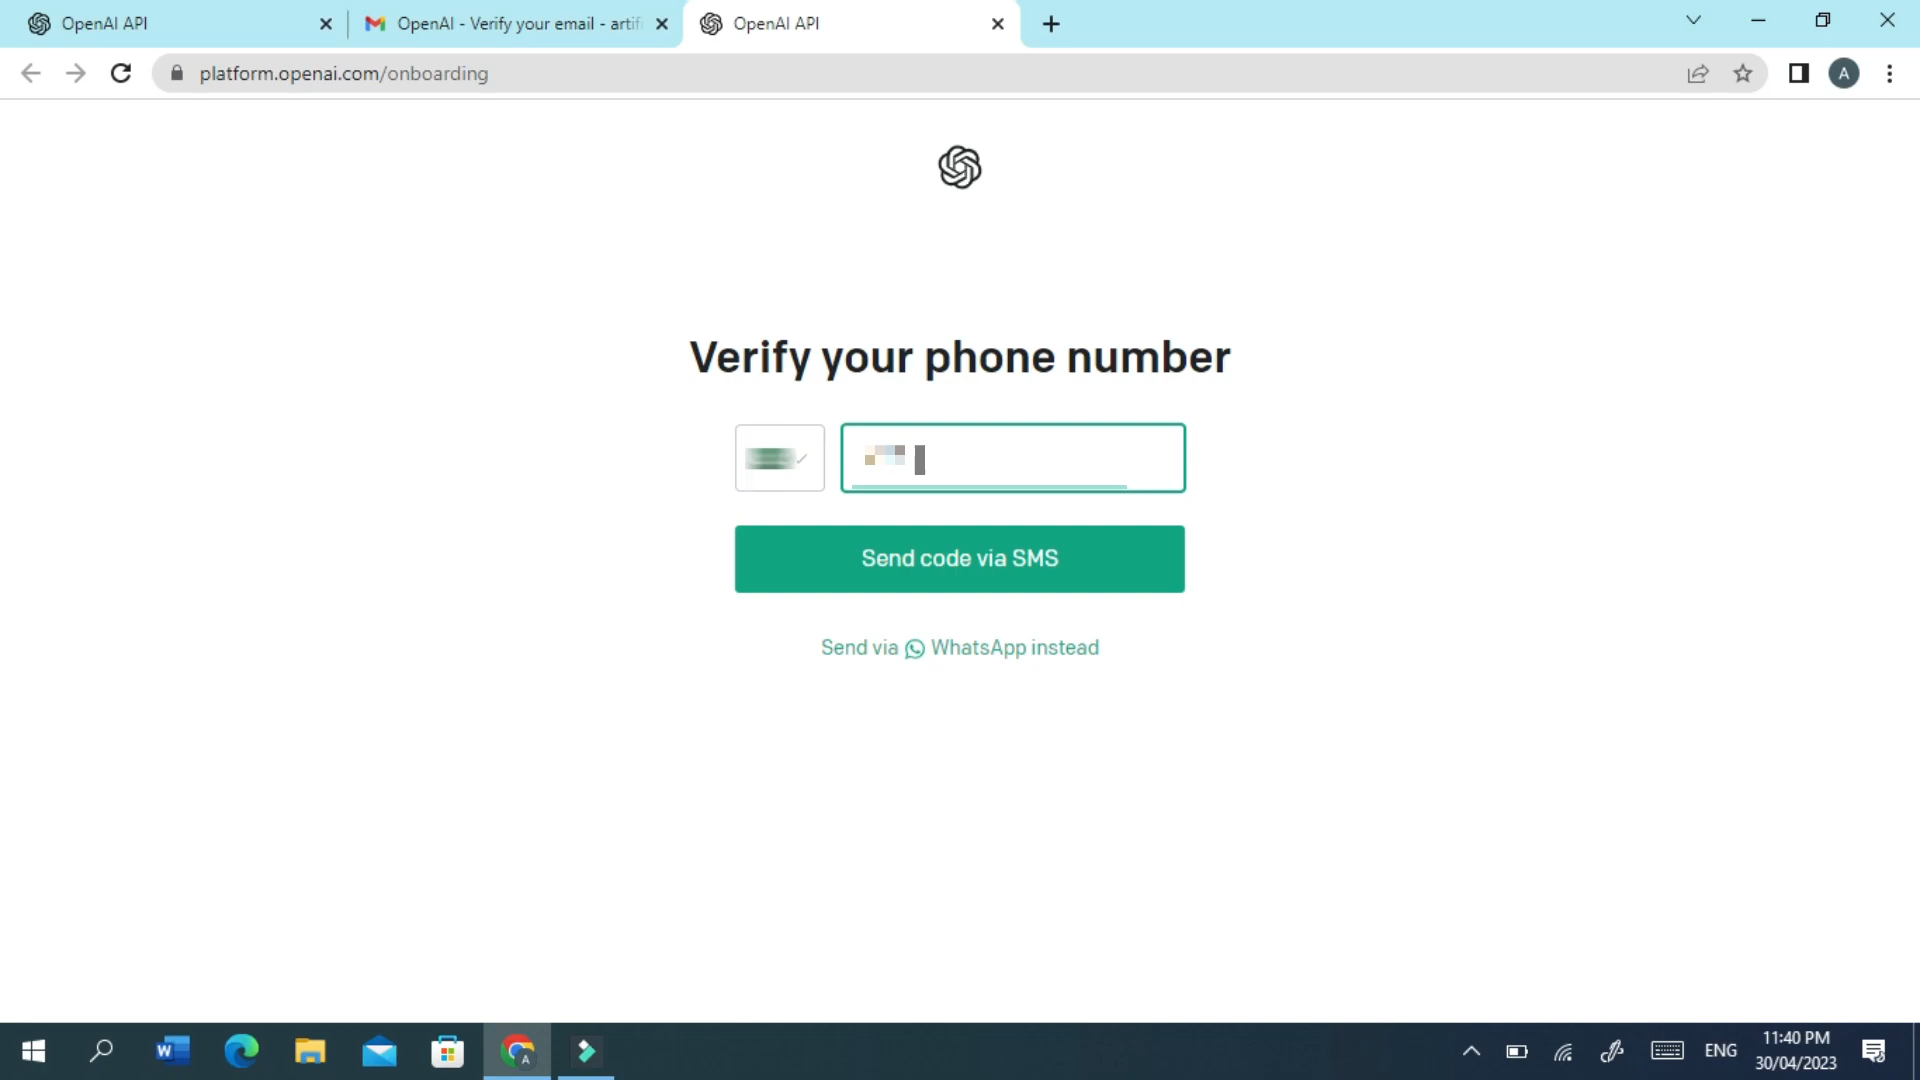 OpenAI API
OpenAI - Verify your email - artif
OpenAI API
platform.openai.com/onboarding
A
Verify your phone number
Send code via SMS
Send via WhatsApp instead
W
A
ENG
11:40 PM
30/04/2023